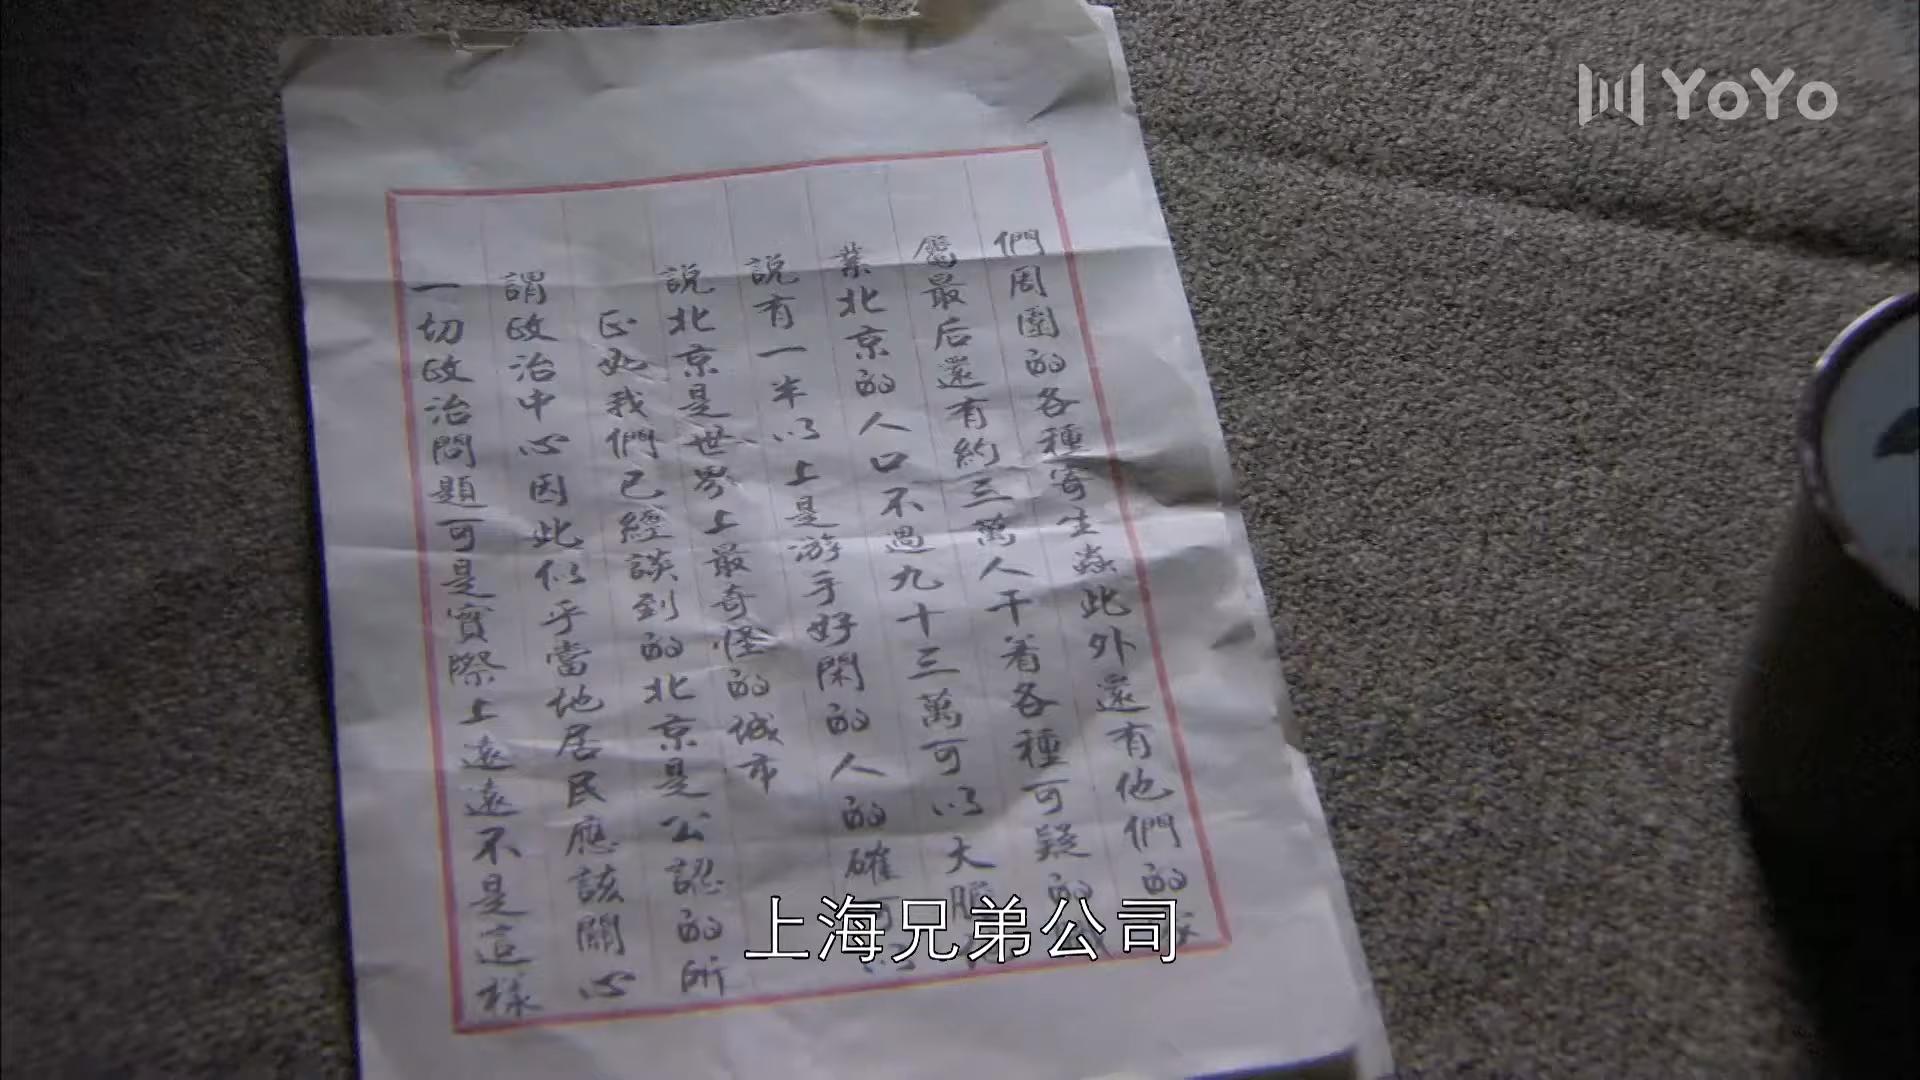 YoYo
們周圍的各種寄生蟲此外還有他們的
屬最后還有約三萬人干着各種可疑的
業北京的人口不過九十三萬可以大膽
說有一半以上是游手好閑的人的確可以
說北京是世界上最奇怪的城市
正如我們已經談到的北京是公認的所
謂政治中心因此似乎當地居民應該關心
一切政治問題可是實際上遠遠不是這樣
上海兄弟公司